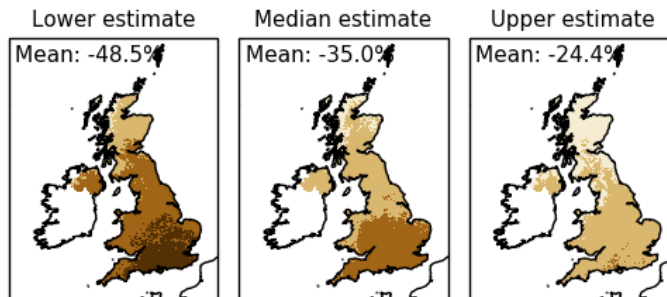 Lower estimate
Median estimate
Upper estimate
Mean: -48.5%
Mean: -35.0%
Mean: -24.4%